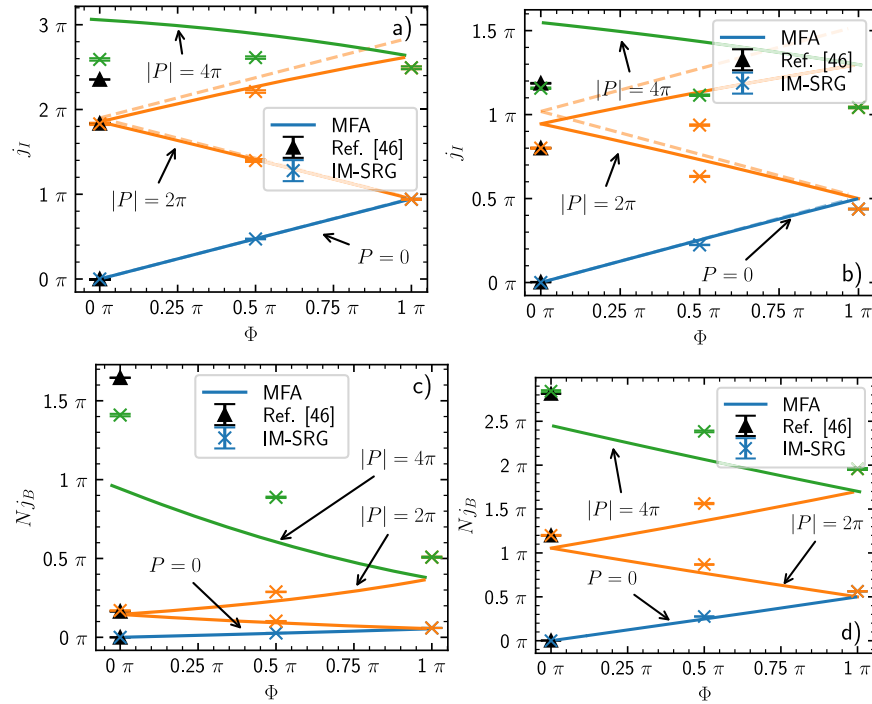 a)
3 π
2 π
1 π
0 π
j_I
|P| = 4π
|P| = 2π
P = 0
MFA
Ref. [46]
IM-SRG
0 π
0.25 π
0.5 π
0.75 π
1 π
Φ
b)
1.5 π
1 π
0.5 π
0 π
j_I
MFA
Ref. [46]
IM-SRG
|P| = 4π
|P| = 2π
P = 0
0 π
0.25 π
0.5 π
0.75 π
1 π
Φ
c)
1.5 π
1 π
0.5 π
0 π
Nj_B
MFA
Ref. [46]
IM-SRG
|P| = 4π
|P| = 2π
P = 0
0 π
0.25 π
0.5 π
0.75 π
1 π
Φ
d)
2.5 π
2 π
1.5 π
1 π
0.5 π
0 π
Nj_B
MFA
Ref. [46]
IM-SRG
|P| = 4π
|P| = 2π
P = 0
0 π
0.25 π
0.5 π
0.75 π
1 π
Φ